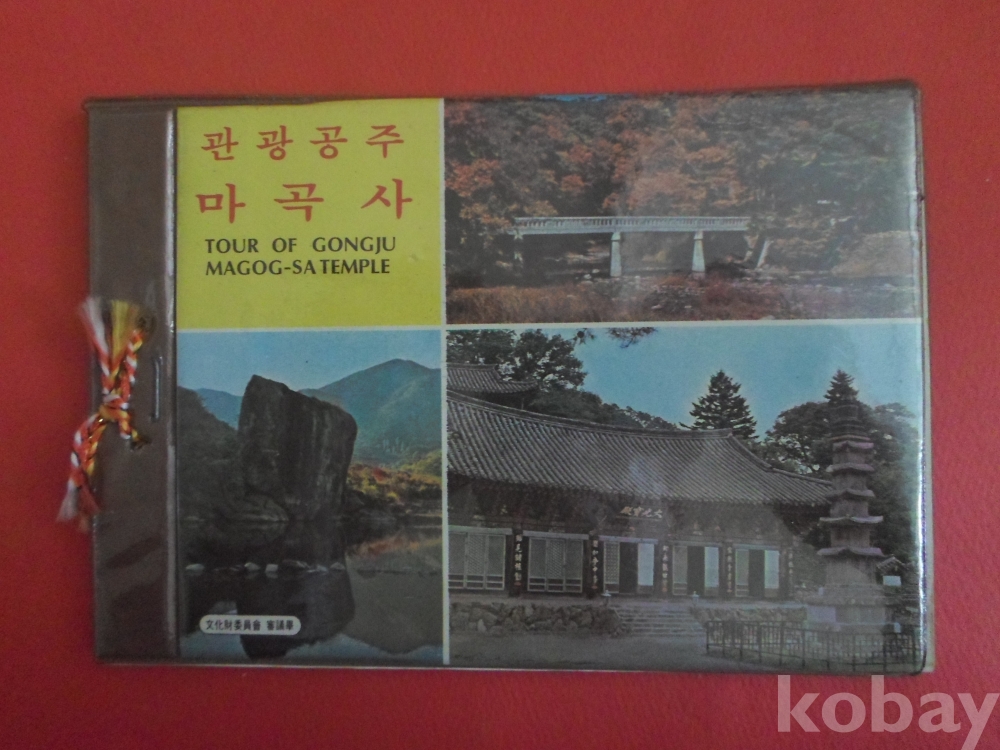 관광공주
마곡사
TOUR OF GONGJU
MAGOG-SA TEMPLE
文化財委員會 審議畢
kobay